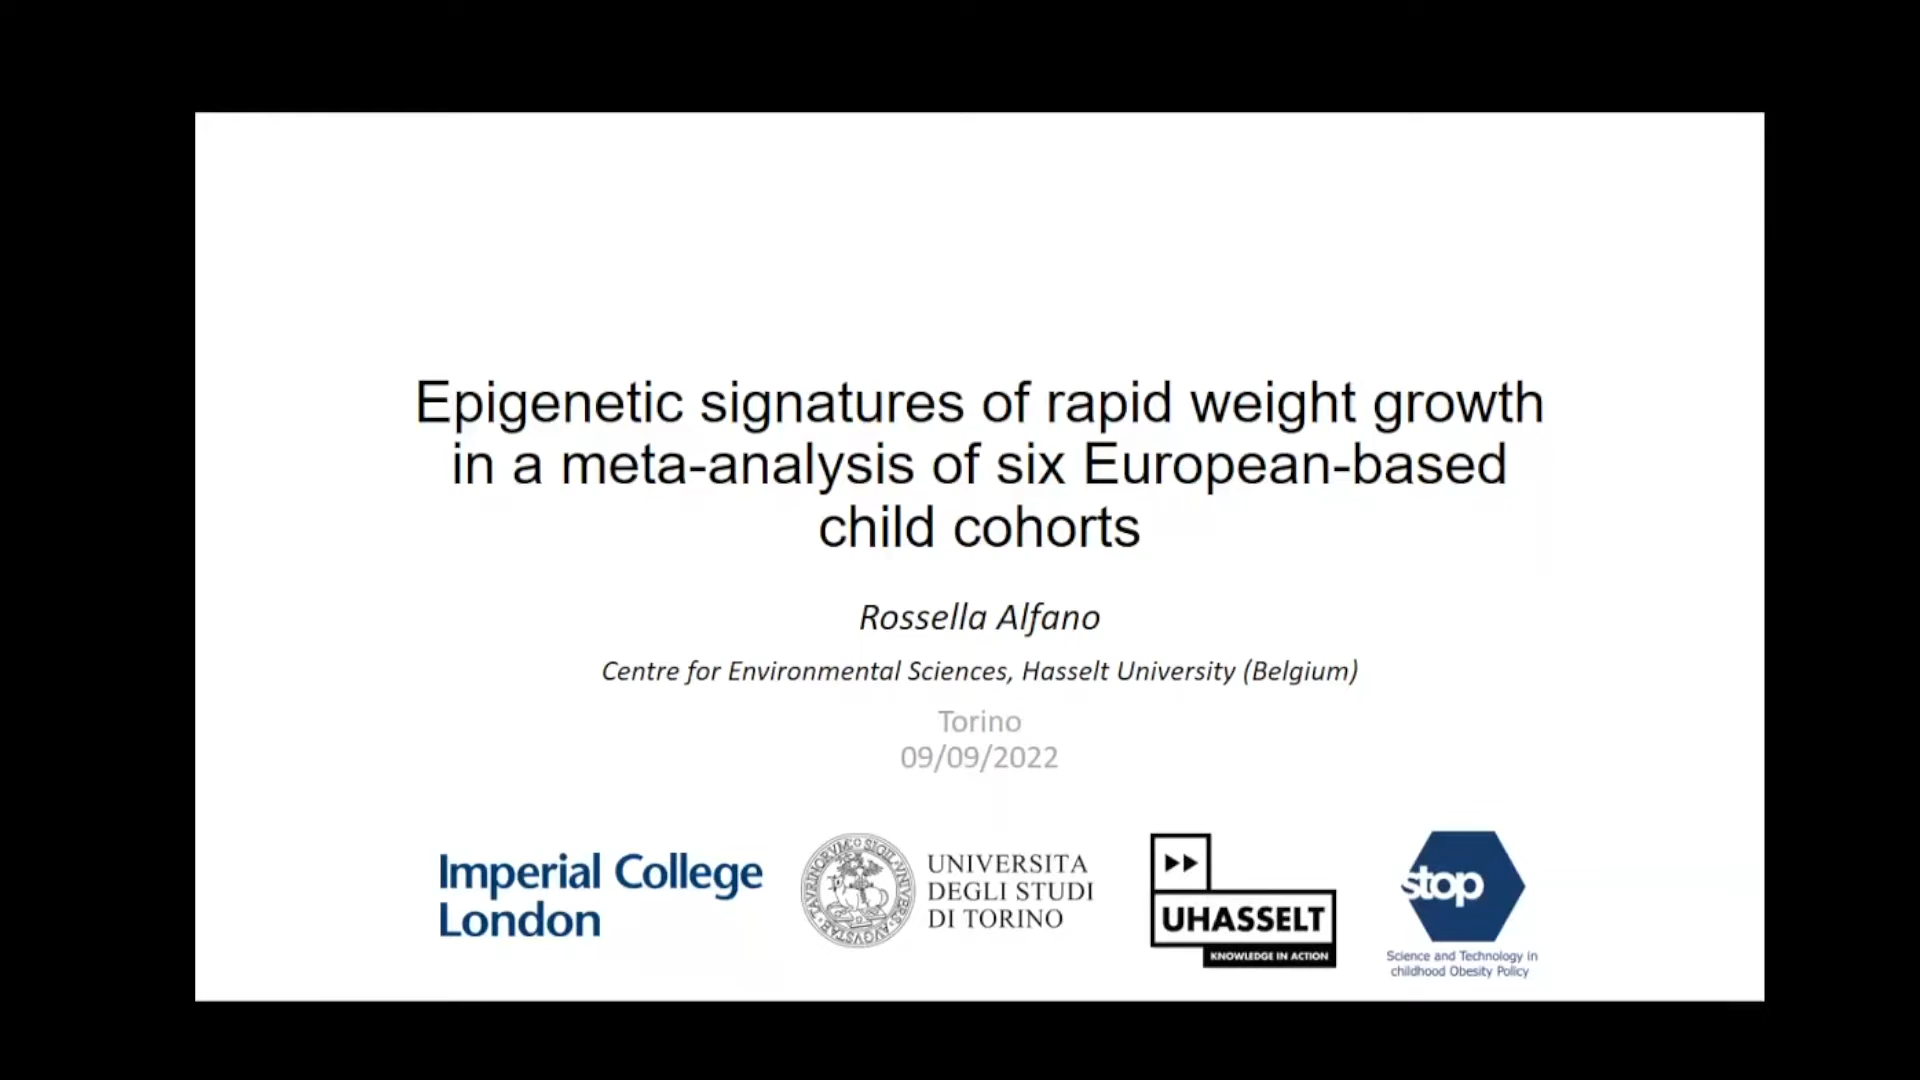 Epigenetic signatures of rapid weight growth
in a meta-analysis of six European-based
child cohorts
Rossella Alfano
Centre for Environmental Sciences, Hasselt University (Belgium)
Torino
09/09/2022
Imperial College
London
UNIVERSITA
DEGLI STUDI
DI TORINO
UHASSELT
KNOWLEDGE IN ACTION
stop
Science and Technology in
childhood Obesity Policy